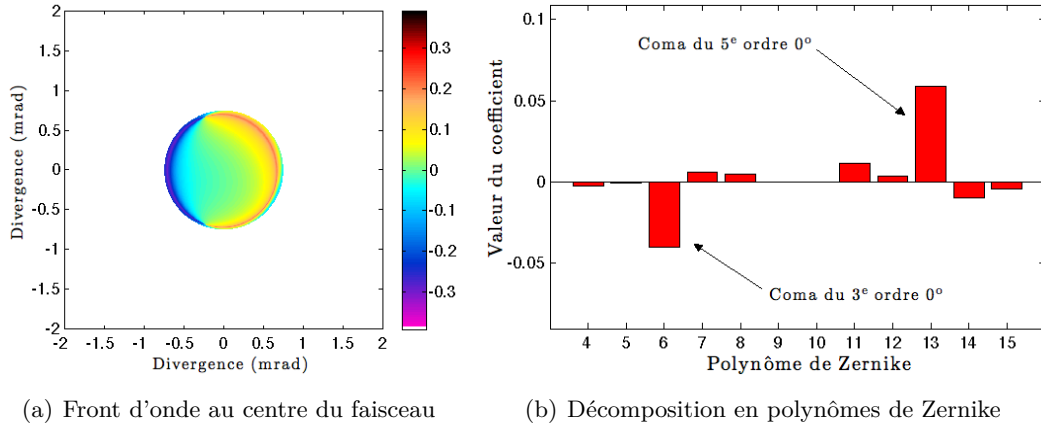 2
1.5
1
0.5
0
-0.5
-1
-1.5
-2
Divergence (mrad)
-2 -1.5 -1 -0.5 0 0.5 1 1.5 2
Divergence (mrad)
0.3
0.2
0.1
0
-0.1
-0.2
-0.3
(a) Front d'onde au centre du faisceau
0.1
0.05
0
-0.05
Valeur du coefficient
Coma du 5e ordre 0o
Coma du 3e ordre 0o
4 5 6 7 8 9 10 11 12 13 14 15
Polynôme de Zernike
(b) Décomposition en polynômes de Zernike